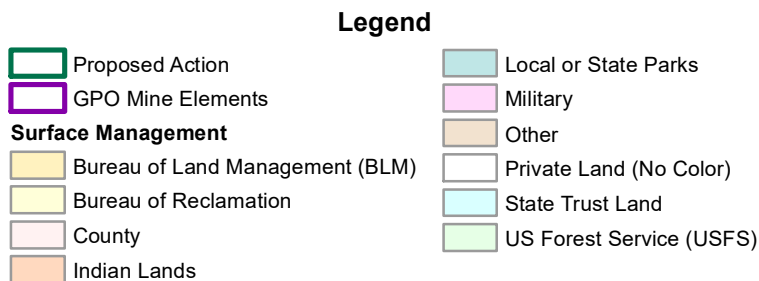 Legend
Proposed Action
GPO Mine Elements
Surface Management
Bureau of Land Management (BLM)
Bureau of Reclamation
County
Indian Lands
Local or State Parks
Military
Other
Private Land (No Color)
State Trust Land
US Forest Service (USFS)